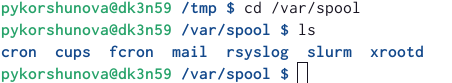 pykorshunova@dk3n59 /tmp $ cd /var/spool
pykorshunova@dk3n59 /var/spool $ ls
cron  cups  fcron  mail  rsyslog  slurm  xrootd
pykorshunova@dk3n59 /var/spool $